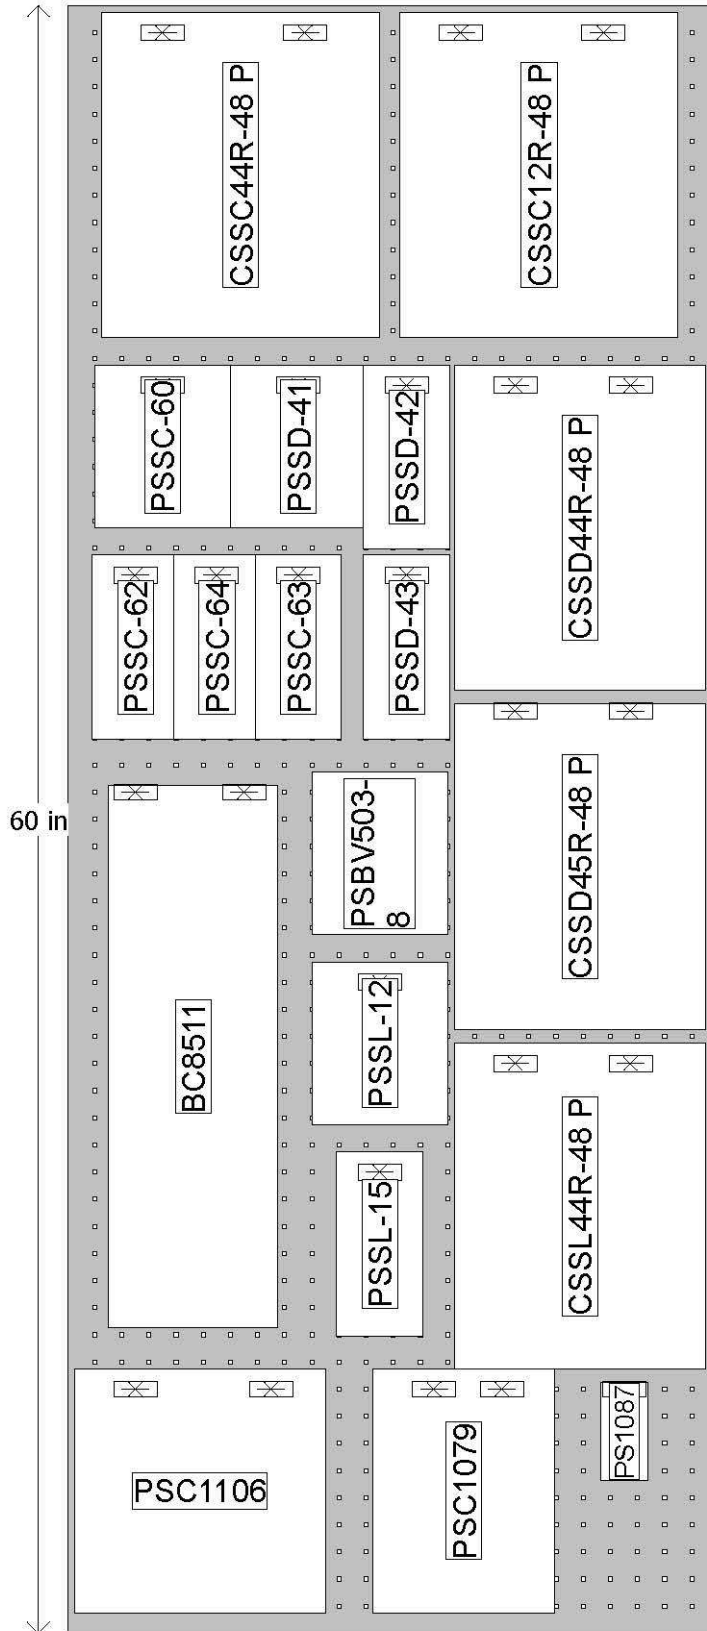 CSSC44R-48 P
CSSC12R-48 P
PSSC-60
PSSD-41
PSSD-42
CSSD44R-48 P
PSSC-62
PSSC-64
PSSC-63
PSSD-43
60 in
PSBV503-
8
CSSD45R-48 P
BC8511
PSSL-12
PSSL-15
CSSL44R-48 P
PSC1106
PSC1079
PS1087